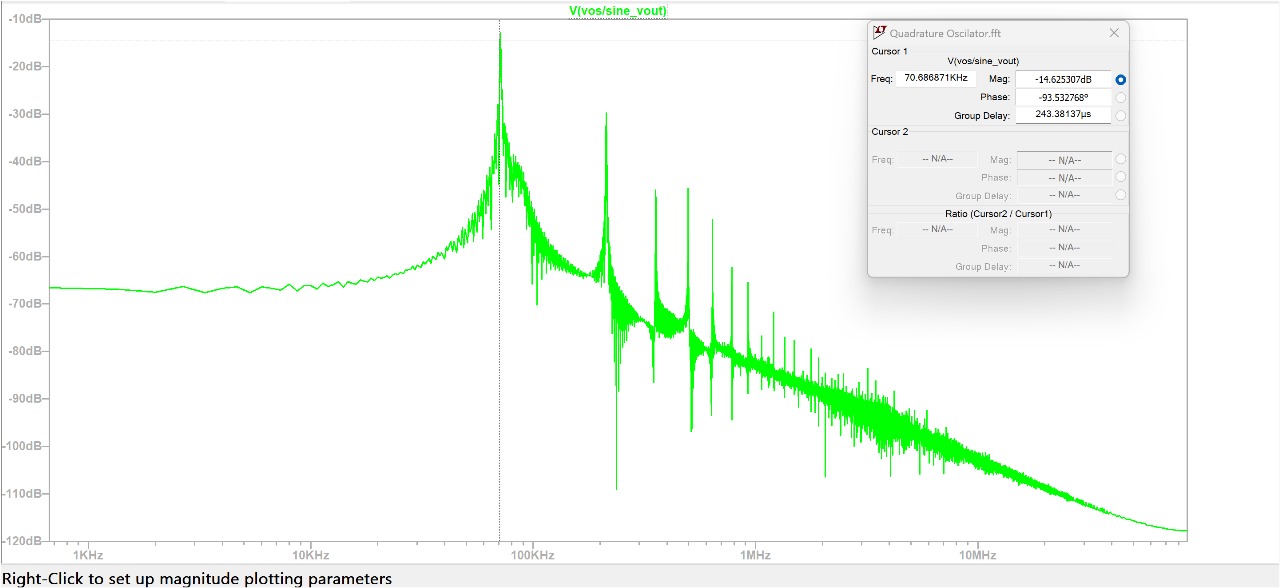 V(vos/sine_vout)
-10dB
-20dB
-30dB
-40dB
-50dB
-60dB
-70dB
-80dB
-90dB
-100dB
-110dB
-120dB
1KHz 10KHz 100KHz 1MHz 10MHz
Quadrature Oscilator.fft
Cursor 1
V(vos/sine_vout)
Freq: 70.686871KHz Mag: -14.625307dB
Phase: -93.532768º
Group Delay: 243.38137µs
Cursor 2
Freq: -- N/A-- Mag: -- N/A--
Phase: -- N/A--
Group Delay: -- N/A--
Ratio (Cursor2 / Cursor1)
Freq: -- N/A-- Mag: -- N/A--
Phase: -- N/A--
Group Delay: -- N/A--
Right-Click to set up magnitude plotting parameters